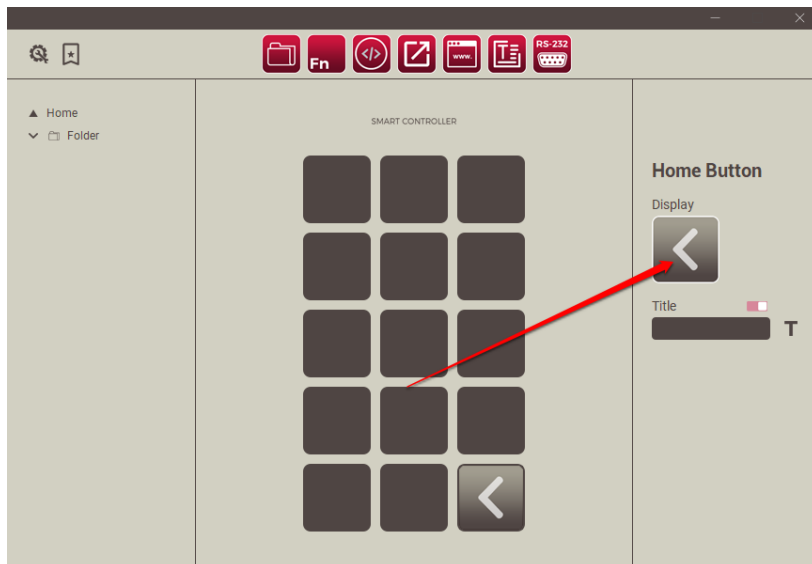 RS-232
Fn
</>
www.
T
Home
Folder
SMART CONTROLLER
Home Button
Display
Title
T